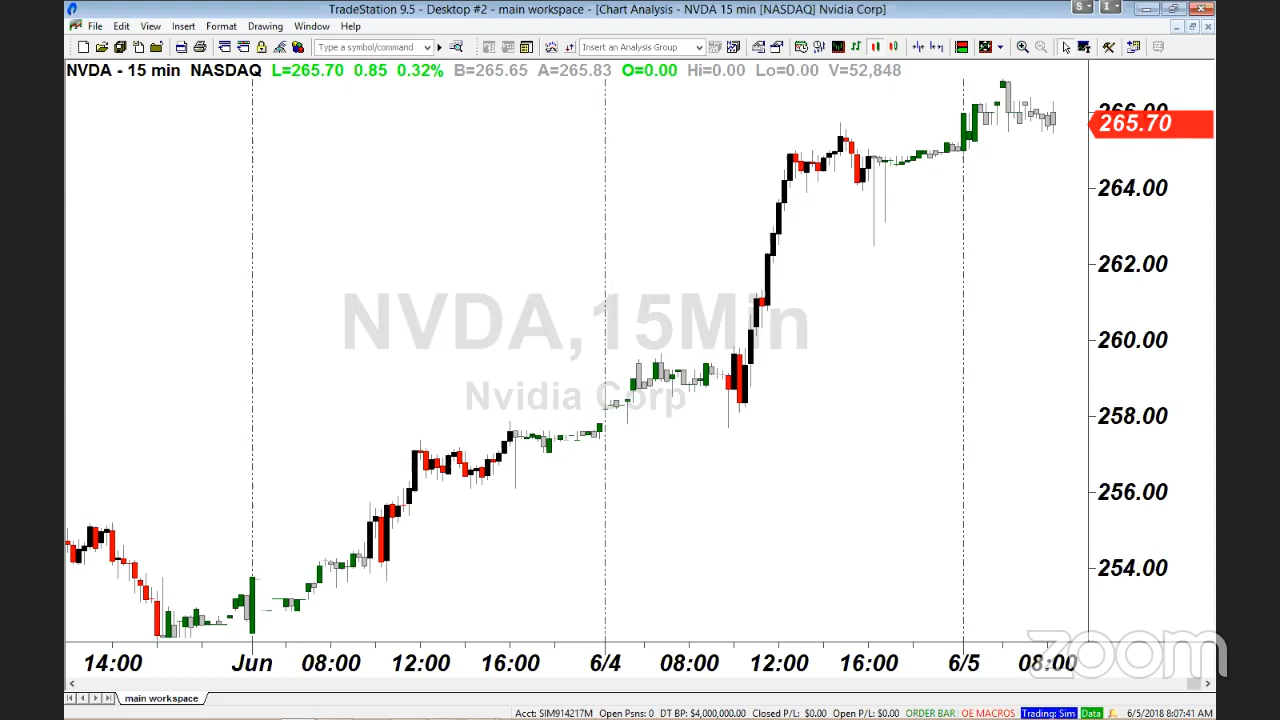 TradeStation 9.5 - Desktop #2 - main workspace - [Chart Analysis - NVDA 15 min [NASDAQ] Nvidia Corp]
S I
File Edit View Insert Format Drawing Window Help
Type a symbol/command Insert an Analysis Group
NVDA - 15 min NASDAQ L=265.70 0.85 0.32% B=265.65 A=265.83 O=0.00 Hi=0.00 Lo=0.00 V=52,848
266.00
265.70
264.00
262.00
NVDA,15Min
260.00
Nvidia Corp
258.00
256.00
254.00
zoom
14:00 Jun 08:00 12:00 16:00 6/4 08:00 12:00 16:00 6/5 08:00
main workspace
Acct: SIM914217M Open Psns: 0 DT BP: $4,000,000.00 Closed P/L: $0.00 Open P/L: $0.00 ORDER BAR OE MACROS Trading: Sim Data 6/5/2018 8:07:41 AM